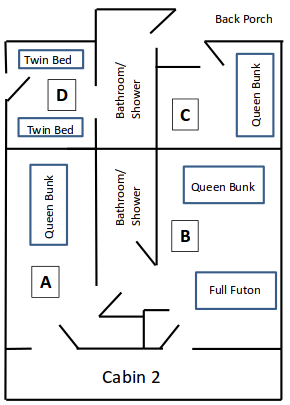 Back Porch
Twin Bed
Bathroom/
Shower
Queen Bunk
D
C
Twin Bed
Queen Bunk
Bathroom/
Shower
Queen Bunk
B
A
Full Futon
Cabin 2